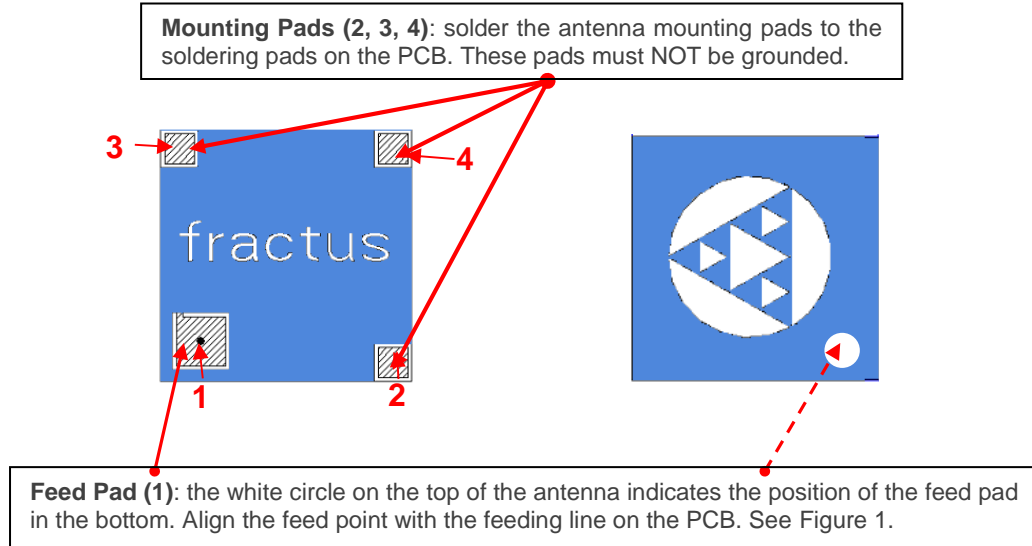 Mounting Pads (2, 3, 4): solder the antenna mounting pads to the
soldering pads on the PCB. These pads must NOT be grounded.
3
4
fractus
1
2
Feed Pad (1): the white circle on the top of the antenna indicates the position of the feed pad
in the bottom. Align the feed point with the feeding line on the PCB. See Figure 1.